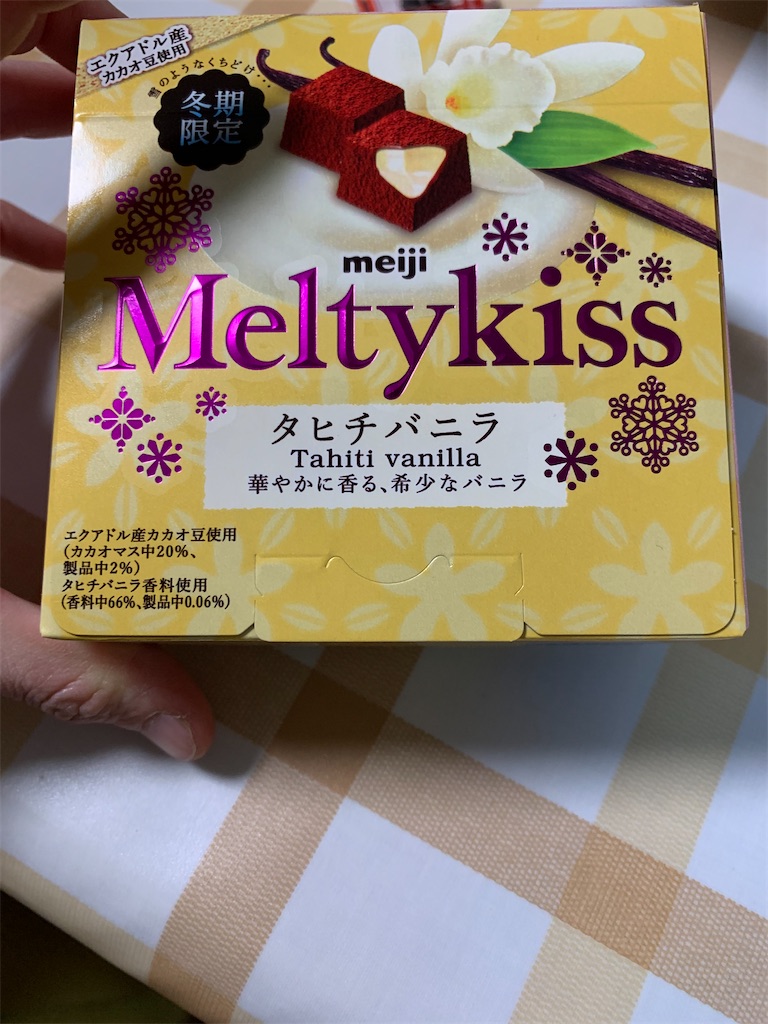 エクアドル産
カカオ豆使用
雪のようなくちどけ・・・
冬期
限定
meiji
Meltykiss
タヒチバニラ
Tahiti vanilla
華やかに香る、希少なバニラ
エクアドル産カカオ豆使用
(カカオマス中20%、
製品中2%)
タヒチバニラ香料使用
(香料中66%、製品中0.06%)